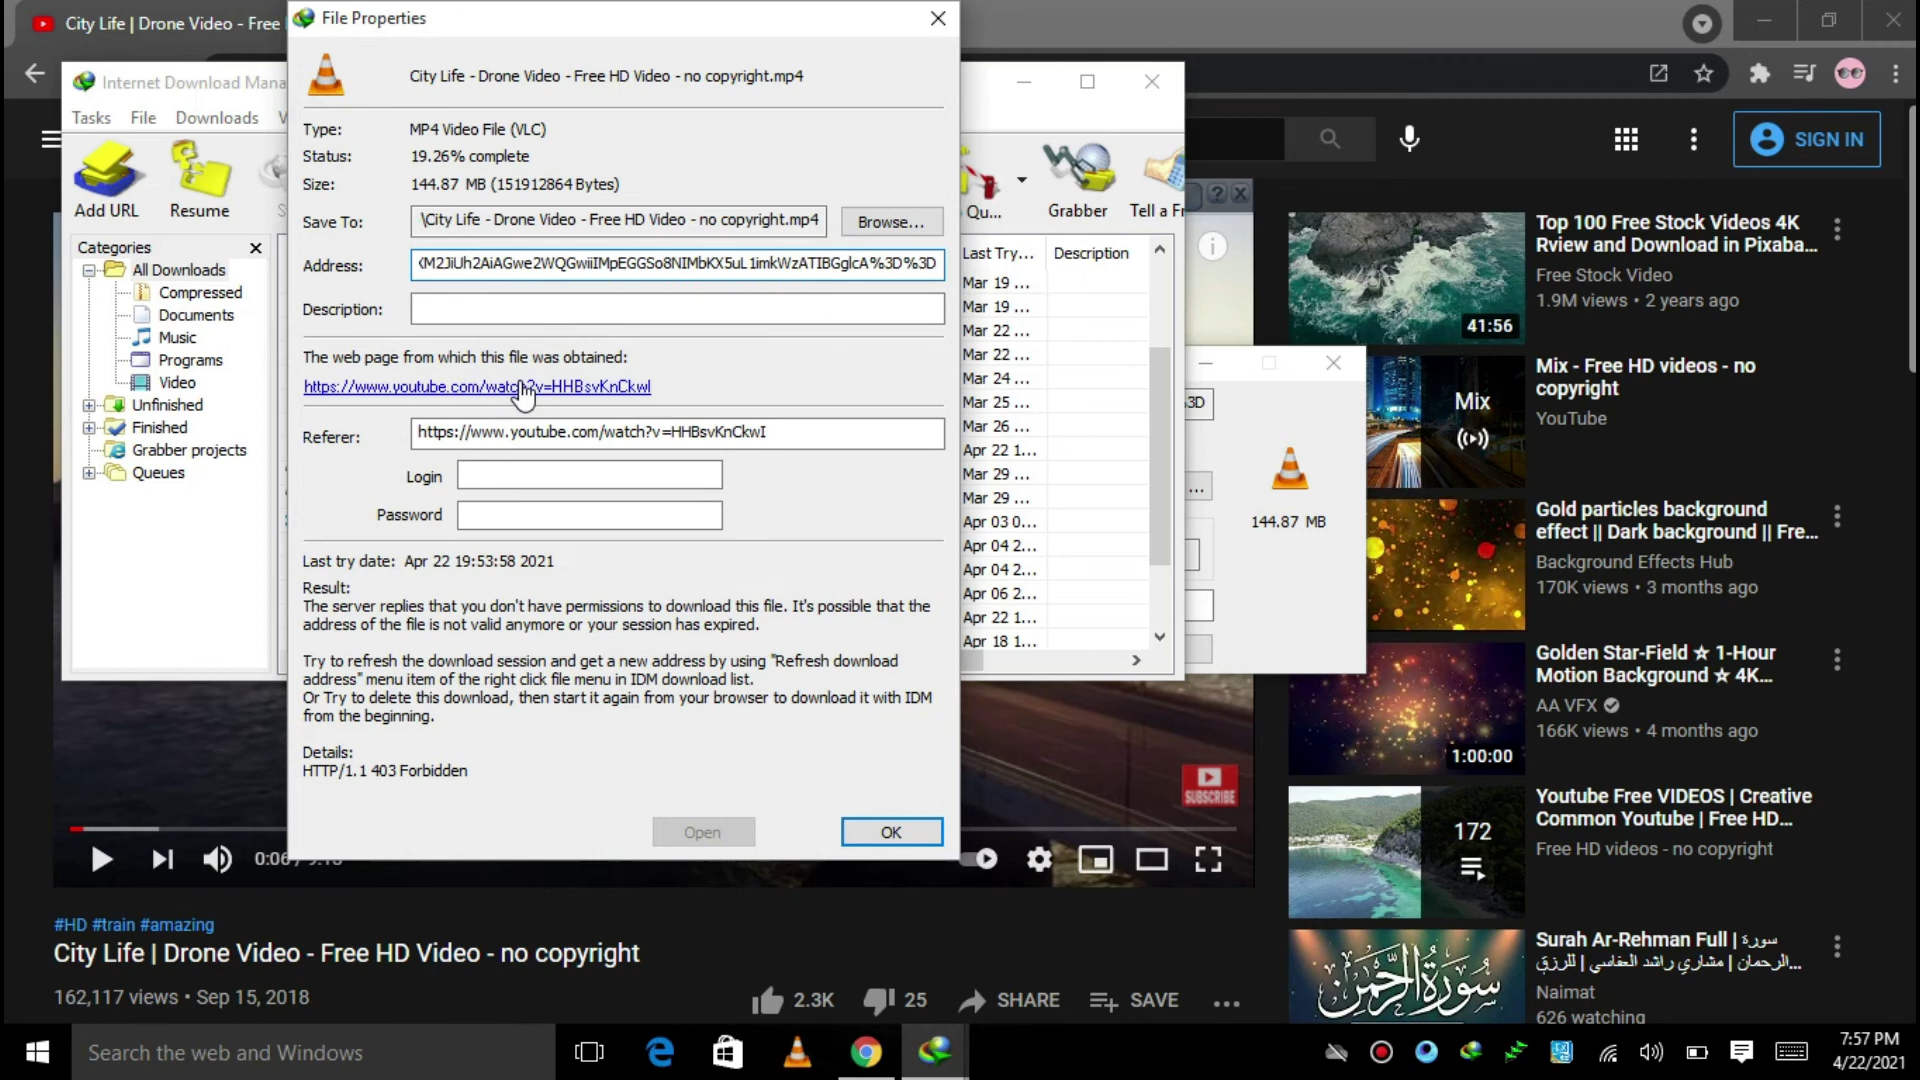 City Life | Drone Video - Free
File Properties
City Life - Drone Video - Free HD Video - no copyright.mp4
Type: MP4 Video File (VLC)
Status: 19.26% complete
Size: 144.87 MB (151912864 Bytes)
Save To: \City Life - Drone Video - Free HD Video - no copyright.mp4 Browse...
Address: M2JiUh2AiAGwe2WQGwiiIMpEGGSo8NIMbKX5uL1imkWzATIBGglcA%3D%3D
Description:
The web page from which this file was obtained:
https://www.youtube.com/watch?v=HHBsvKnCkwI
Referer: https://www.youtube.com/watch?v=HHBsvKnCkwI
Login
Password
Last try date: Apr 22 19:53:58 2021
Result:
The server replies that you don't have permissions to download this file. It's possible that the
address of the file is not valid anymore or your session has expired.
Try to refresh the download session and get a new address by using "Refresh download
address" menu item of the right click file menu in IDM download list.
Or Try to delete this download, then start it again from your browser to download it with IDM
from the beginning.
Details:
HTTP/1.1 403 Forbidden
Open OK
Internet Download Mana
Tasks File Downloads
Add URL Resume
Categories
All Downloads
Compressed
Documents
Music
Programs
Video
Unfinished
Finished
Grabber projects
Queues
Qu... Grabber Tell a Fr
Last Try... Description
Mar 19 ...
Mar 19 ...
Mar 22 ...
Mar 22 ...
Mar 24 ...
Mar 25 ...
Mar 26 ...
Apr 22 1...
Mar 29 ...
Mar 29 ...
Apr 03 0...
Apr 04 2...
Apr 04 2...
Apr 06 2...
Apr 22 1...
Apr 18 1...
3D
...
144.87 MB
SIGN IN
Top 100 Free Stock Videos 4K
Rview and Download in Pixaba...
Free Stock Video
1.9M views • 2 years ago
41:56
Mix - Free HD videos - no
copyright
YouTube
Mix
Gold particles background
effect || Dark background || Fre...
Background Effects Hub
170K views • 3 months ago
Golden Star-Field ☆ 1-Hour
Motion Background ☆ 4K...
AA VFX
166K views • 4 months ago
1:00:00
Youtube Free VIDEOS | Creative
Common Youtube | Free HD...
Free HD videos - no copyright
172
Surah Ar-Rehman Full | سورة
الرحمان | مشاري راشد العفاسي | للرزق...
Naimat
626 watching
سورة الرحمن
SUBSCRIBE
0:06
#HD #train #amazing
City Life | Drone Video - Free HD Video - no copyright
162,117 views • Sep 15, 2018
2.3K 25 SHARE SAVE
Search the web and Windows
7:57 PM
4/22/2021